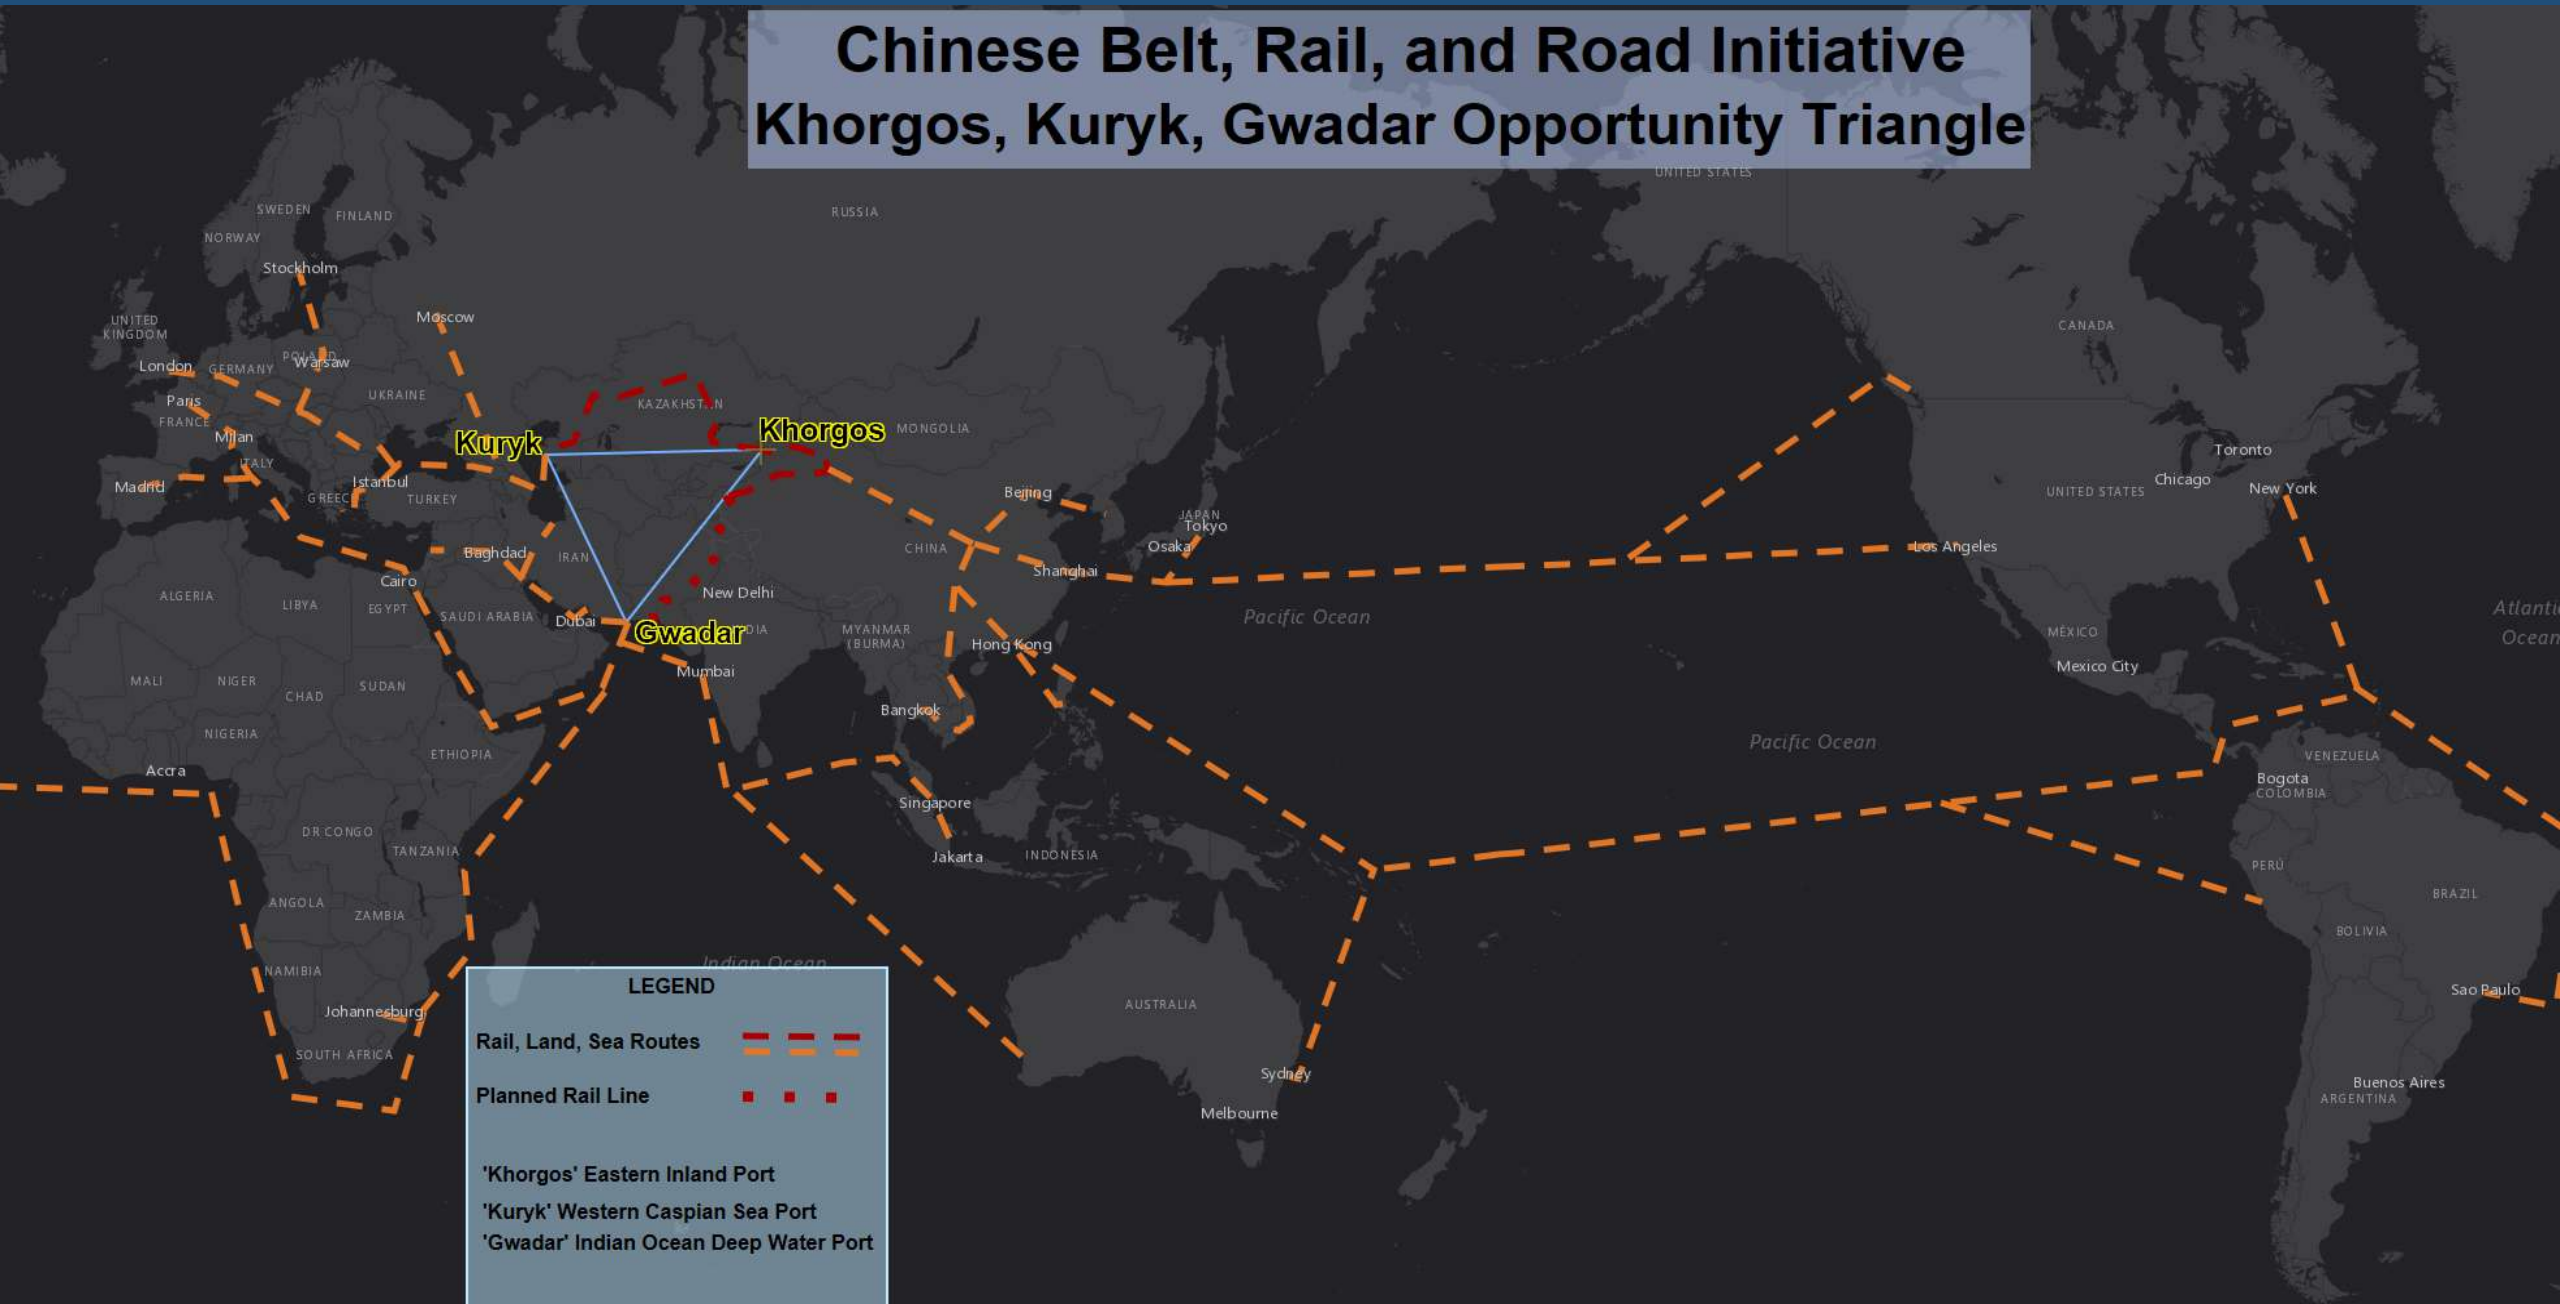 Chinese Belt, Rail, and Road Initiative
Khorgos, Kuryk, Gwadar Opportunity Triangle
UNITED STATES
RUSSIA
SWEDEN
FINLAND
NORWAY
Stockholm
Moscow
UNITED
KINGDOM
CANADA
London
GERMANY
POLAND
Warsaw
UKRAINE
Paris
FRANCE
KAZAKHSTAN
Kuryk
Khorgos
MONGOLIA
Milan
ITALY
Toronto
Chicago
New York
UNITED STATES
Madrid
GREECE
Istanbul
TURKEY
Beijing
JAPAN
Tokyo
Osaka
Baghdad
IRAN
CHINA
Los Angeles
Shanghai
Cairo
ALGERIA
LIBYA
EGYPT
SAUDI ARABIA
New Delhi
Dubai
Gwadar
Pacific Ocean
MYANMAR
(BURMA)
Hong Kong
MÉXICO
Mexico City
Mumbai
MALI
NIGER
CHAD
SUDAN
Bangkok
NIGERIA
ETHIOPIA
Pacific Ocean
VENEZUELA
Accra
Bogota
COLOMBIA
Singapore
DR CONGO
TANZANIA
Jakarta
INDONESIA
PERÚ
BRAZIL
ANGOLA
ZAMBIA
BOLIVIA
NAMIBIA
Indian Ocean
Johannesburg
AUSTRALIA
Sao Paulo
SOUTH AFRICA
Sydney
Melbourne
Buenos Aires
ARGENTINA
Ocean
LEGEND
Rail, Land, Sea Routes
Planned Rail Line
'Khorgos' Eastern Inland Port
'Kuryk' Western Caspian Sea Port
'Gwadar' Indian Ocean Deep Water Port